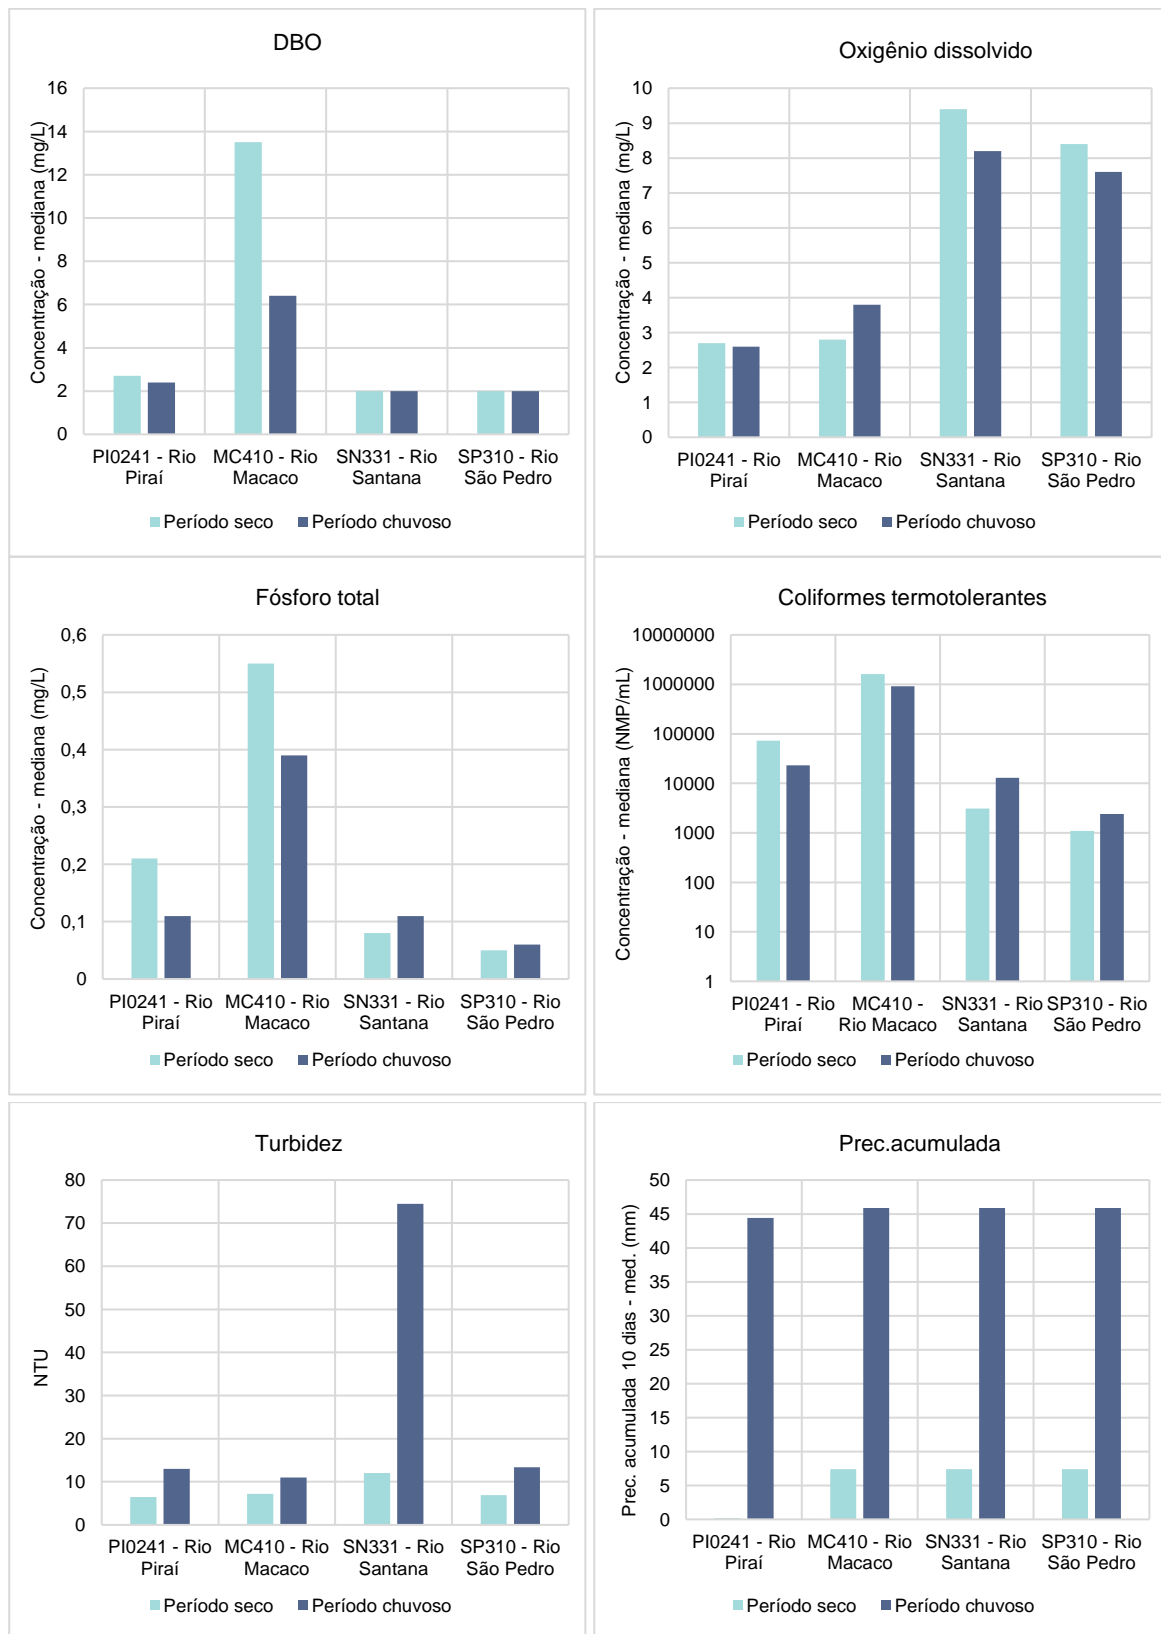 DBO
Concentração - mediana (mg/L)
16
14
12
10
8
6
4
2
0
PI0241 - Rio
Piraí
MC410 - Rio
Macaco
SN331 - Rio
Santana
SP310 - Rio
São Pedro
Período seco
Período chuvoso
Oxigênio dissolvido
Concentração - mediana (mg/L)
10
9
8
7
6
5
4
3
2
1
0
PI0241 - Rio
Piraí
MC410 - Rio
Macaco
SN331 - Rio
Santana
SP310 - Rio
São Pedro
Período seco
Período chuvoso
Fósforo total
Concentração - mediana (mg/L)
0,6
0,5
0,4
0,3
0,2
0,1
0
PI0241 - Rio
Piraí
MC410 - Rio
Macaco
SN331 - Rio
Santana
SP310 - Rio
São Pedro
Período seco
Período chuvoso
Coliformes termotolerantes
Concentração - mediana (NMP/mL)
10000000
1000000
100000
10000
1000
100
10
1
PI0241 - Rio
Piraí
MC410 -
Rio Macaco
SN331 - Rio
Santana
SP310 - Rio
São Pedro
Período seco
Período chuvoso
Turbidez
NTU
80
70
60
50
40
30
20
10
0
PI0241 - Rio
Piraí
MC410 - Rio
Macaco
SN331 - Rio
Santana
SP310 - Rio
São Pedro
Período seco
Período chuvoso
Prec.acumulada
Prec. acumulada 10 dias - med. (mm)
50
45
40
35
30
25
20
15
10
5
0
PI0241 - Rio
Piraí
MC410 - Rio
Macaco
SN331 - Rio
Santana
SP310 - Rio
São Pedro
Período seco
Período chuvoso